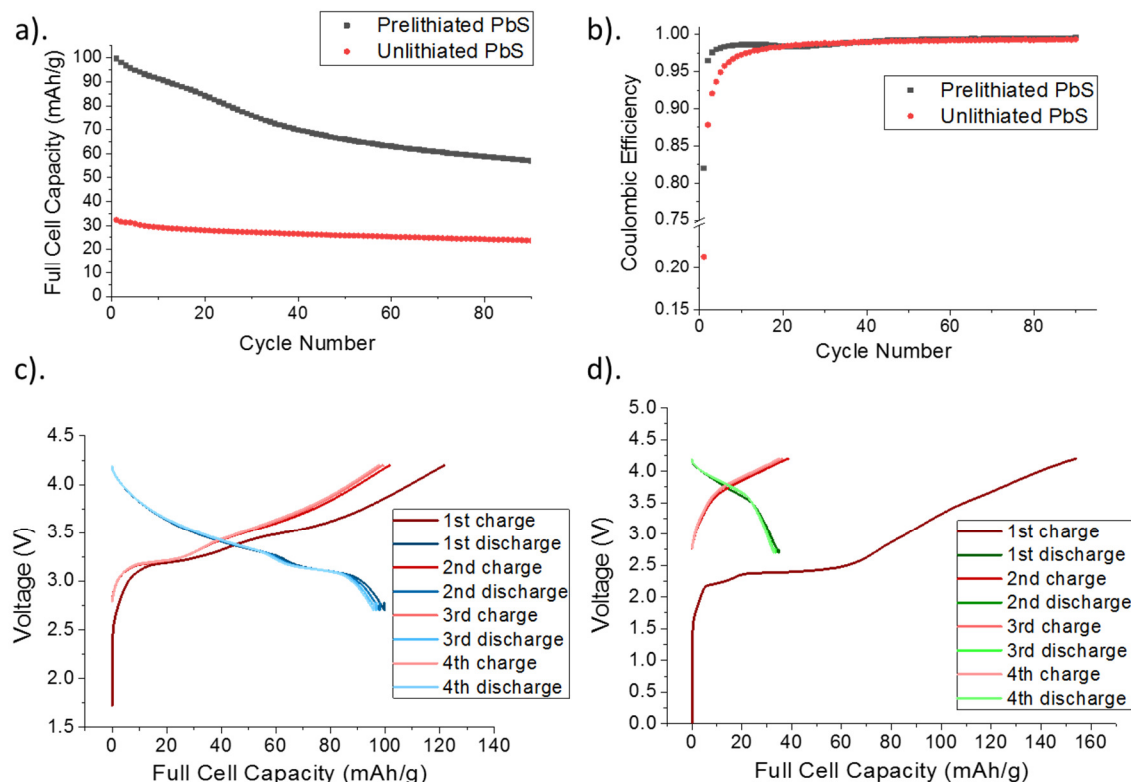 a).
Prelithiated PbS
Unlithiated PbS
Full Cell Capacity (mAh/g)
110
100
90
80
70
60
50
40
30
20
10
0
0 20 40 60 80
Cycle Number
b).
Prelithiated PbS
Unlithiated PbS
Coulombic Efficiency
1.00
0.95
0.90
0.85
0.80
0.75
0.20
0.15
0 20 40 60 80
Cycle Number
c).
Voltage (V)
4.5
4.0
3.5
3.0
2.5
2.0
1.5
0 20 40 60 80 100 120 140
Full Cell Capacity (mAh/g)
1st charge
1st discharge
2nd charge
2nd discharge
3rd charge
3rd discharge
4th charge
4th discharge
d).
Voltage (V)
5.0
4.5
4.0
3.5
3.0
2.5
2.0
1.5
1.0
0.5
0.0
0 20 40 60 80 100 120 140 160
Full Cell Capacity (mAh/g)
1st charge
1st discharge
2nd charge
2nd discharge
3rd charge
3rd discharge
4th charge
4th discharge